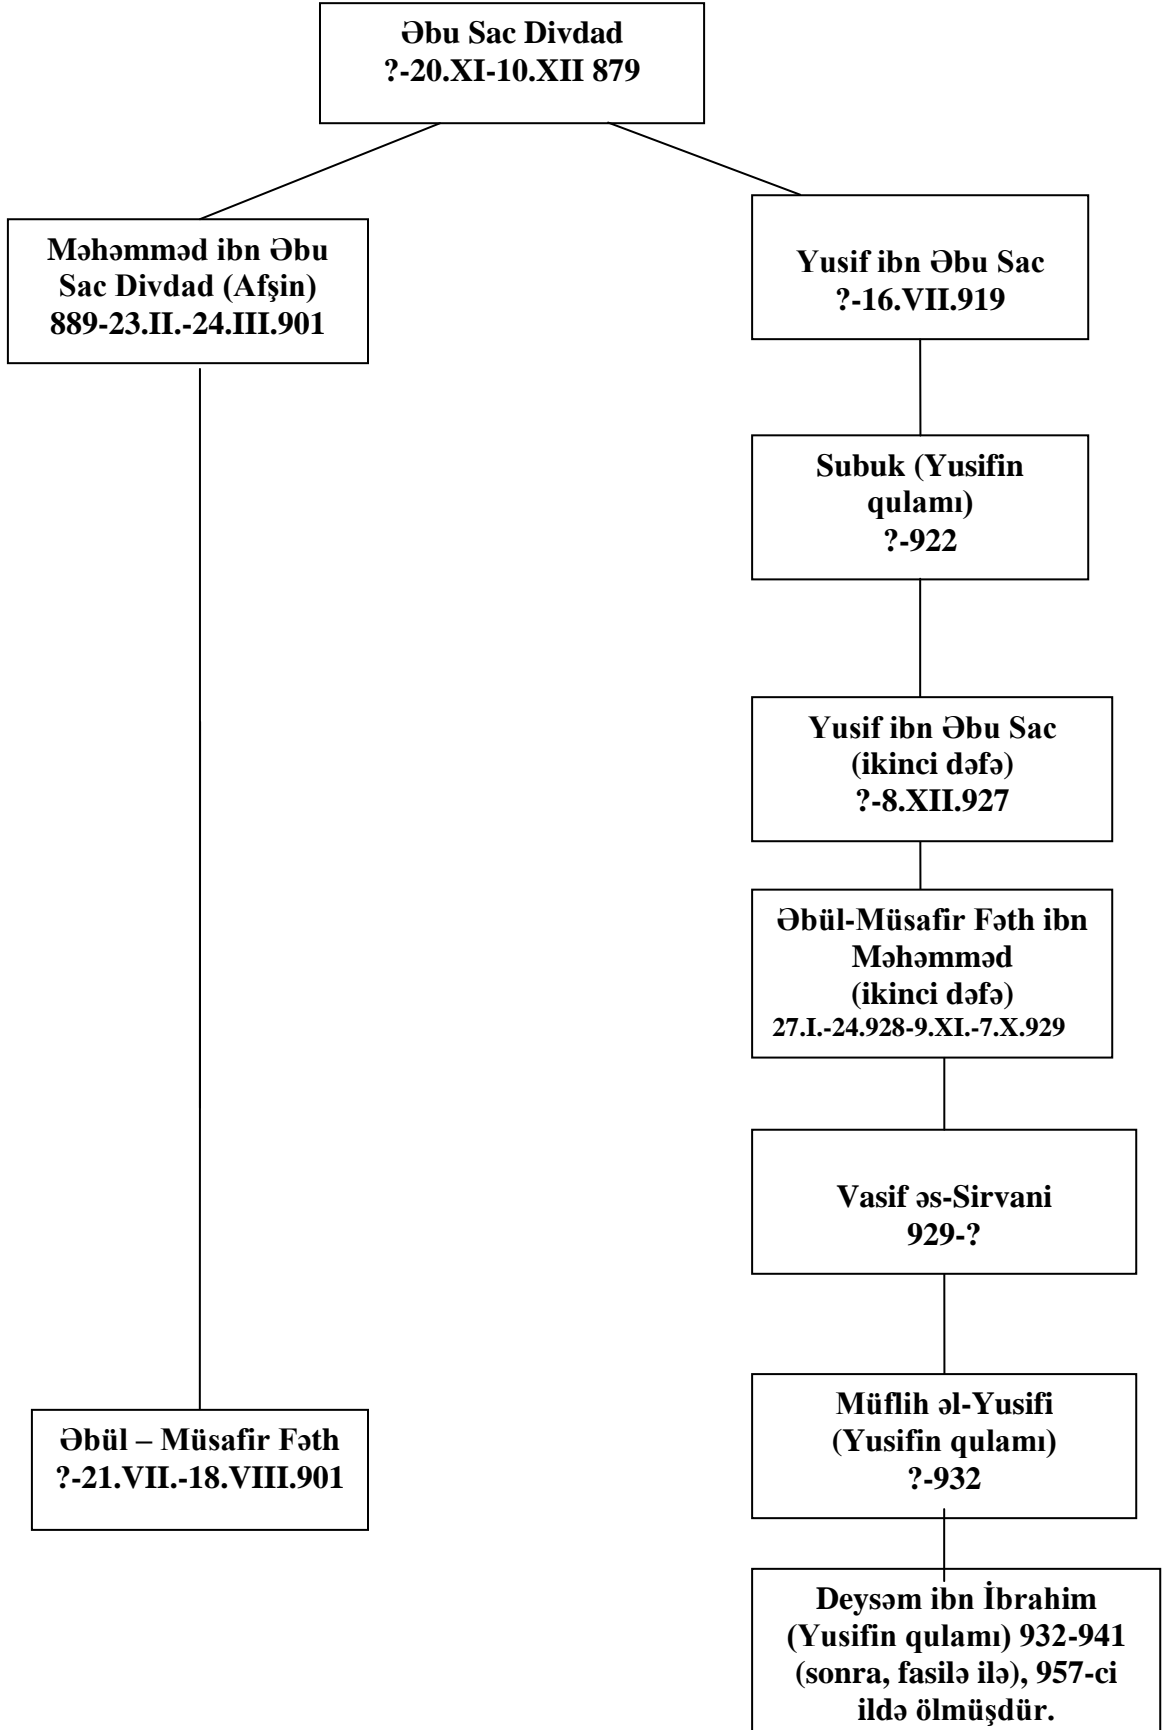 Əbu Sac Divdad
?-20.XI-10.XII 879
Məhəmməd ibn Əbu
Sac Divdad (Afşin)
889-23.II.-24.III.901
Yusif ibn Əbu Sac
?-16.VII.919
Subuk (Yusifin
qulamı)
?-922
Yusif ibn Əbu Sac
(ikinci dəfə)
?-8.XII.927
Əbül-Müsafir Fəth ibn
Məhəmməd
(ikinci dəfə)
27.I.-24.928-9.XI.-7.X.929
Vasif əs-Sirvani
929-?
Əbül – Müsafir Fəth
?-21.VII.-18.VIII.901
Müflih əl-Yusifi
(Yusifin qulamı)
?-932
Deysəm ibn İbrahim
(Yusifin qulamı) 932-941
(sonra, fasilə ilə), 957-ci
ildə ölmüşdür.